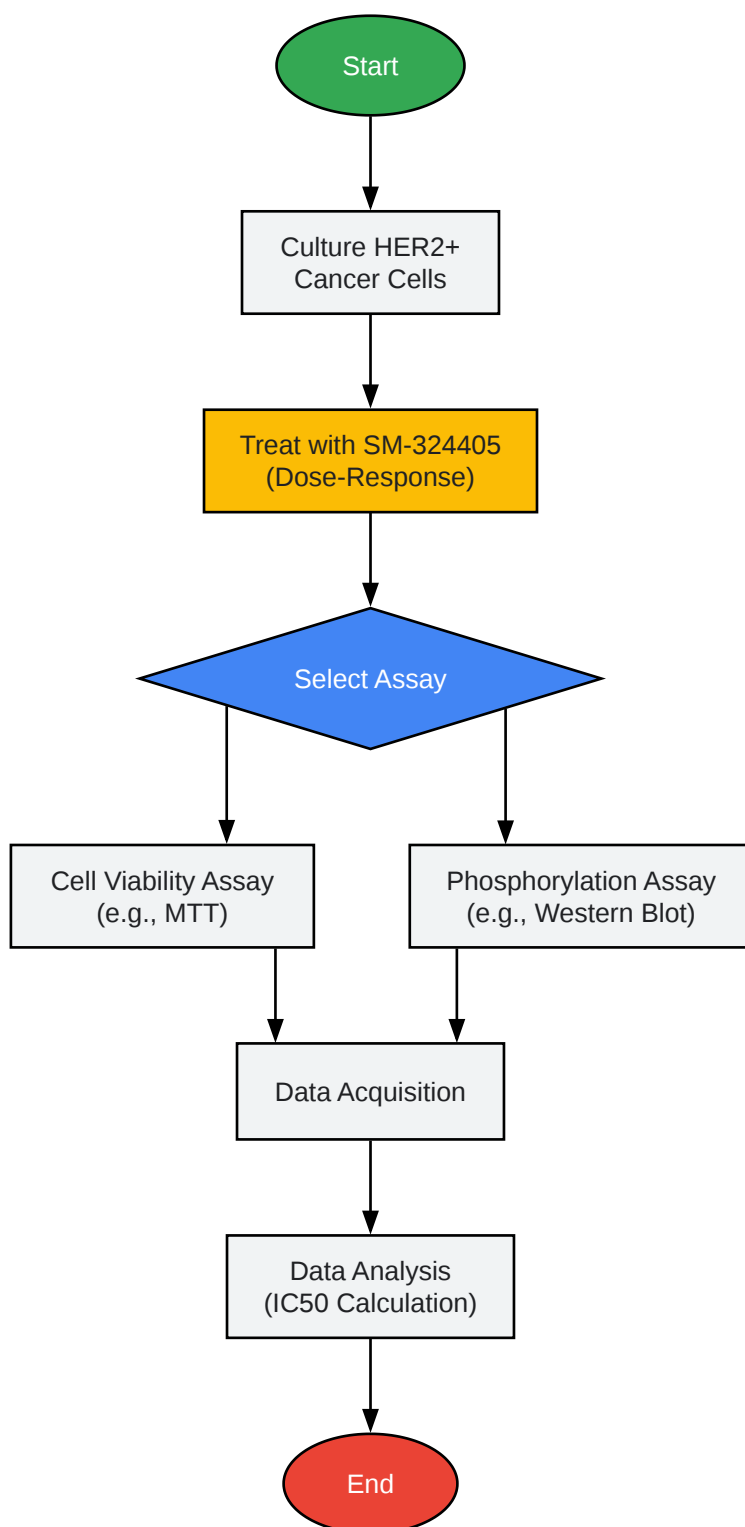 Start
Culture HER2+
Cancer Cells
Treat with SM-324405
(Dose-Response)
Select Assay
Cell Viability Assay
(e.g., MTT)
Phosphorylation Assay
(e.g., Western Blot)
Data Acquisition
Data Analysis
(IC50 Calculation)
End